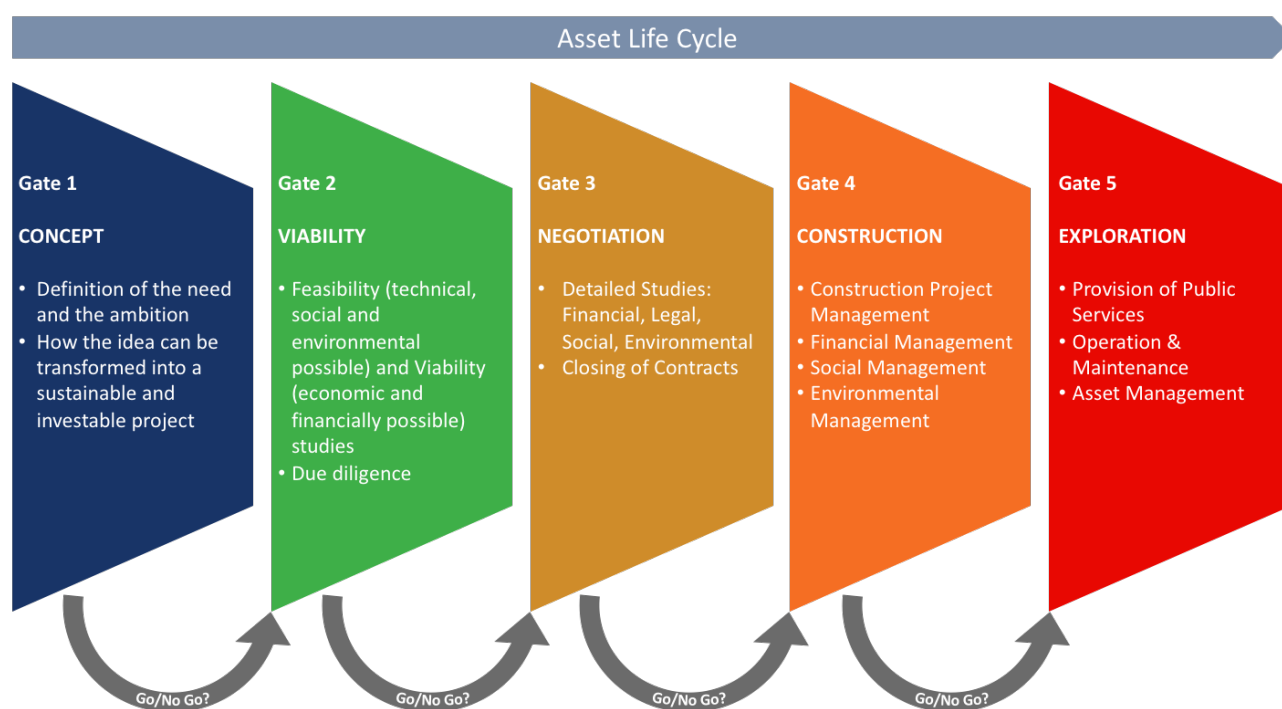 Asset Life Cycle
Gate 1
CONCEPT
• Definition of the need
and the ambition
• How the idea can be
transformed into a
sustainable and
investable project
Gate 2
VIABILITY
• Feasibility (technical,
social and
environmental
possible) and Viability
(economic and
financially possible)
studies
• Due diligence
Gate 3
NEGOTIATION
• Detailed Studies:
Financial, Legal,
Social, Environmental
• Closing of Contracts
Gate 4
CONSTRUCTION
• Construction Project
Management
• Financial Management
• Social Management
• Environmental
Management
Gate 5
EXPLORATION
• Provision of Public
Services
• Operation &
Maintenance
• Asset Management
Go/No Go?
Go/No Go?
Go/No Go?
Go/No Go?